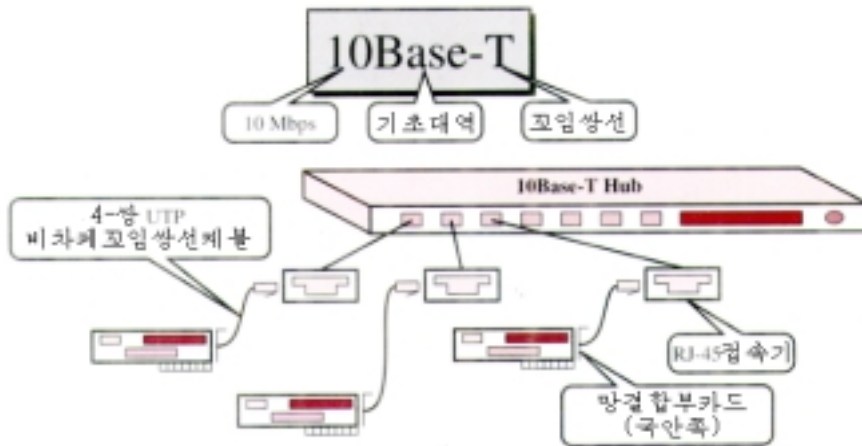 10Base-T
10 Mbps
기초대역
꼬임쌍선
10Base-T Hub
4-쌍 UTP
비차페꼬임쌍선케블
RJ-45접속기
망결합부카드
(국안쪽)